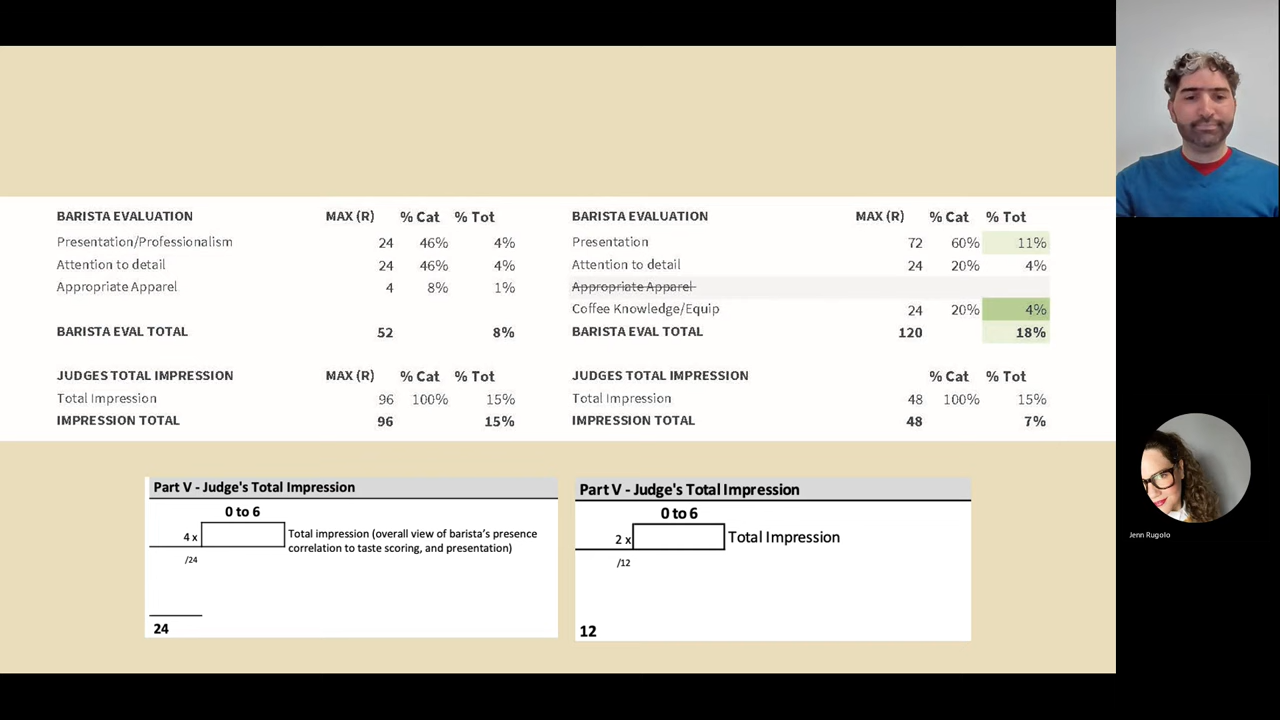 BARISTA EVALUATION MAX (R) % Cat % Tot
Presentation/Professionalism 24 46% 4%
Attention to detail 24 46% 4%
Appropriate Apparel 4 8% 1%
BARISTA EVAL TOTAL 52 8%
JUDGES TOTAL IMPRESSION MAX (R) % Cat % Tot
Total Impression 96 100% 15%
IMPRESSION TOTAL 96 15%
BARISTA EVALUATION MAX (R) % Cat % Tot
Presentation 72 60% 11%
Attention to detail 24 20% 4%
Appropriate Apparel
Coffee Knowledge/Equip 24 20% 4%
BARISTA EVAL TOTAL 120 18%
JUDGES TOTAL IMPRESSION % Cat % Tot
Total Impression 48 100% 15%
IMPRESSION TOTAL 48 7%
Part V - Judge's Total Impression
0 to 6
4 x Total impression (overall view of barista's presence
correlation to taste scoring, and presentation)
/24
24
Part V - Judge's Total Impression
0 to 6
2 x Total Impression
/12
12
Jenn Rugolo